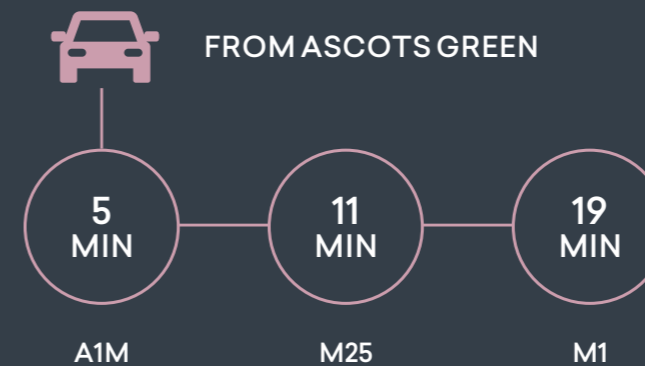 FROM ASCOTS GREEN
5
MIN
11
MIN
19
MIN
A1M
M25
M1